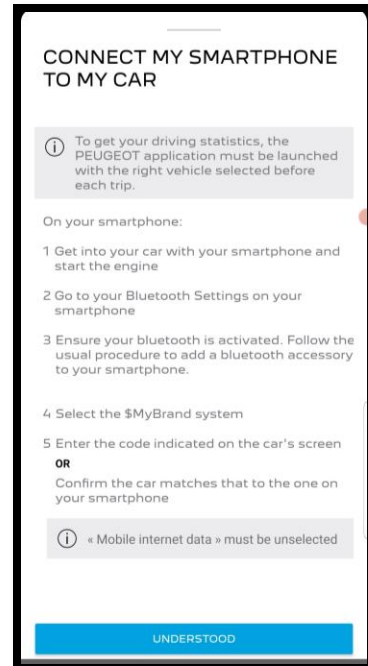 CONNECT MY SMARTPHONE
TO MY CAR
To get your driving statistics, the
PEUGEOT application must be launched
with the right vehicle selected before
each trip.
On your smartphone:
1 Get into your car with your smartphone and
start the engine
2 Go to your Bluetooth Settings on your
smartphone
3 Ensure your bluetooth is activated. Follow the
usual procedure to add a bluetooth accessory
to your smartphone.
4 Select the $MyBrand system
5 Enter the code indicated on the car's screen
OR
Confirm the car matches that to the one on
your smartphone
« Mobile internet data » must be unselected
UNDERSTOOD